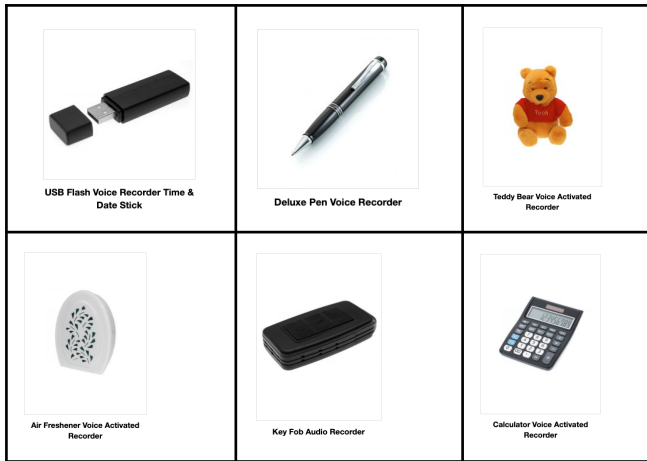 USB Flash Voice Recorder Time &
Date Stick
Deluxe Pen Voice Recorder
Teddy Bear Voice Activated
Recorder
Air Freshener Voice Activated
Recorder
Key Fob Audio Recorder
Calculator Voice Activated
Recorder